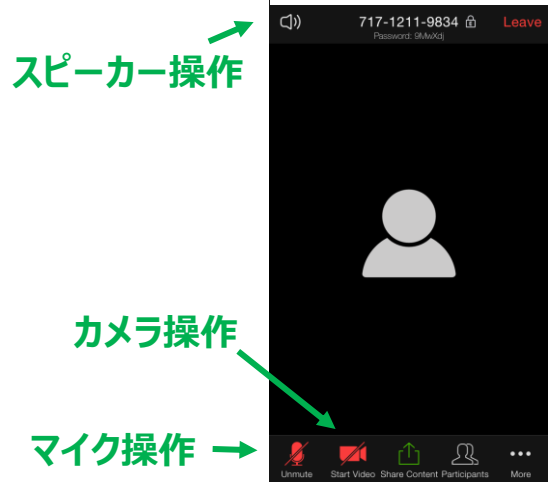 717-1211-9834 Leave
Password: 9MwXdj
スピーカー操作
カメラ操作
マイク操作
Unmute Start Video Share Content Participants More